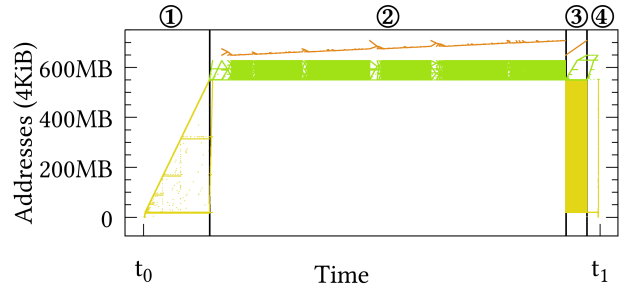 ① ② ③ ④
600MB
400MB
200MB
0
Addresses (4KiB)
t₀ Time t₁